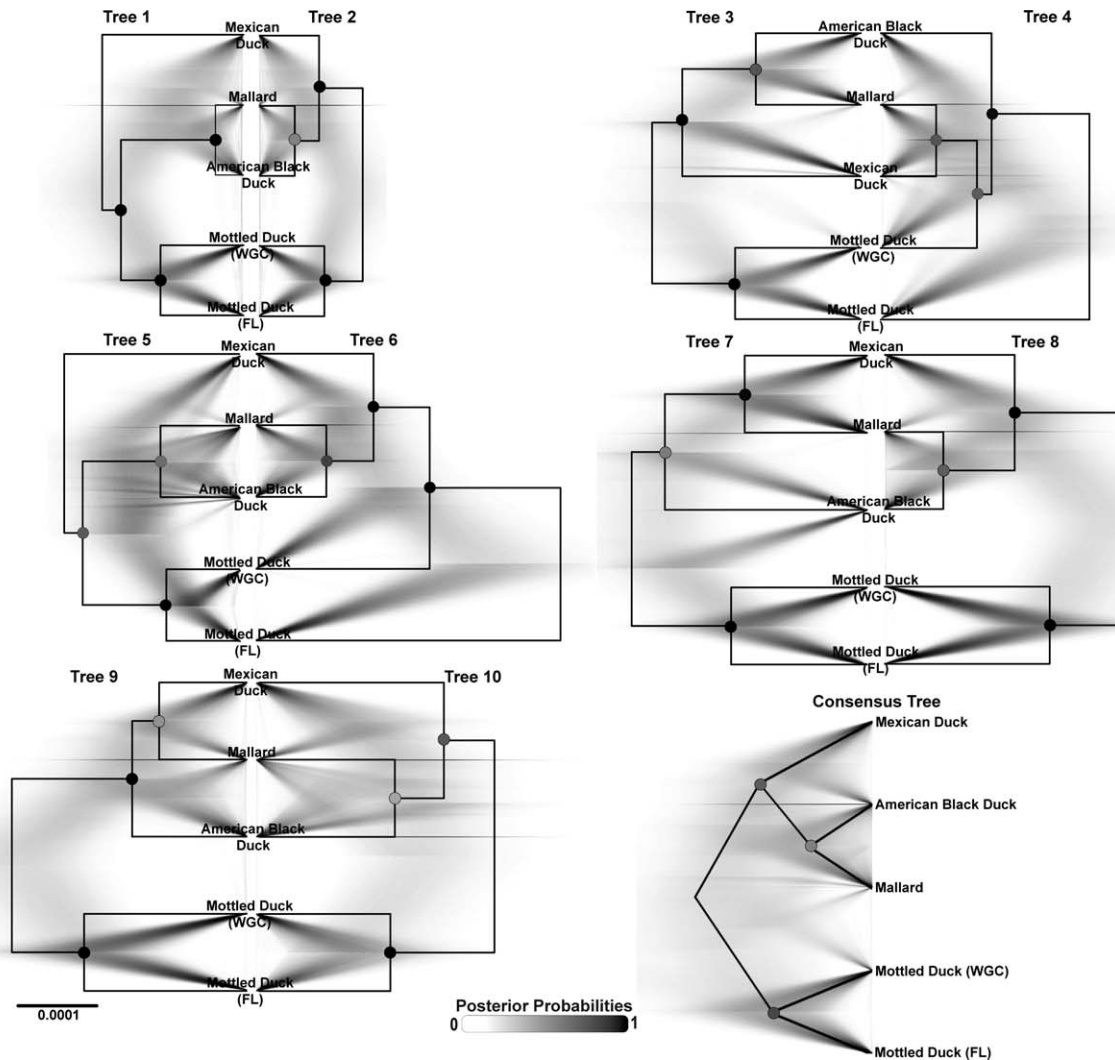 Tree 1
Tree 2
Mexican
Duck
Mallard
American Black
Duck
Mottled Duck
(WGC)
Mottled Duck
(FL)
Tree 3
Tree 4
American Black
Duck
Mallard
Mexican
Duck
Mottled Duck
(WGC)
Mottled Duck
(FL)
Tree 5
Tree 6
Mexican
Duck
Mallard
American Black
Duck
Mottled Duck
(WGC)
Mottled Duck
(FL)
Tree 7
Tree 8
Mexican
Duck
Mallard
American Black
Duck
Mottled Duck
(WGC)
Mottled Duck
(FL)
Tree 9
Tree 10
Mexican
Duck
Mallard
American Black
Duck
Mottled Duck
(WGC)
Mottled Duck
(FL)
0.0001
Consensus Tree
Mexican Duck
American Black Duck
Mallard
Mottled Duck (WGC)
Mottled Duck (FL)
Posterior Probabilities
0 1